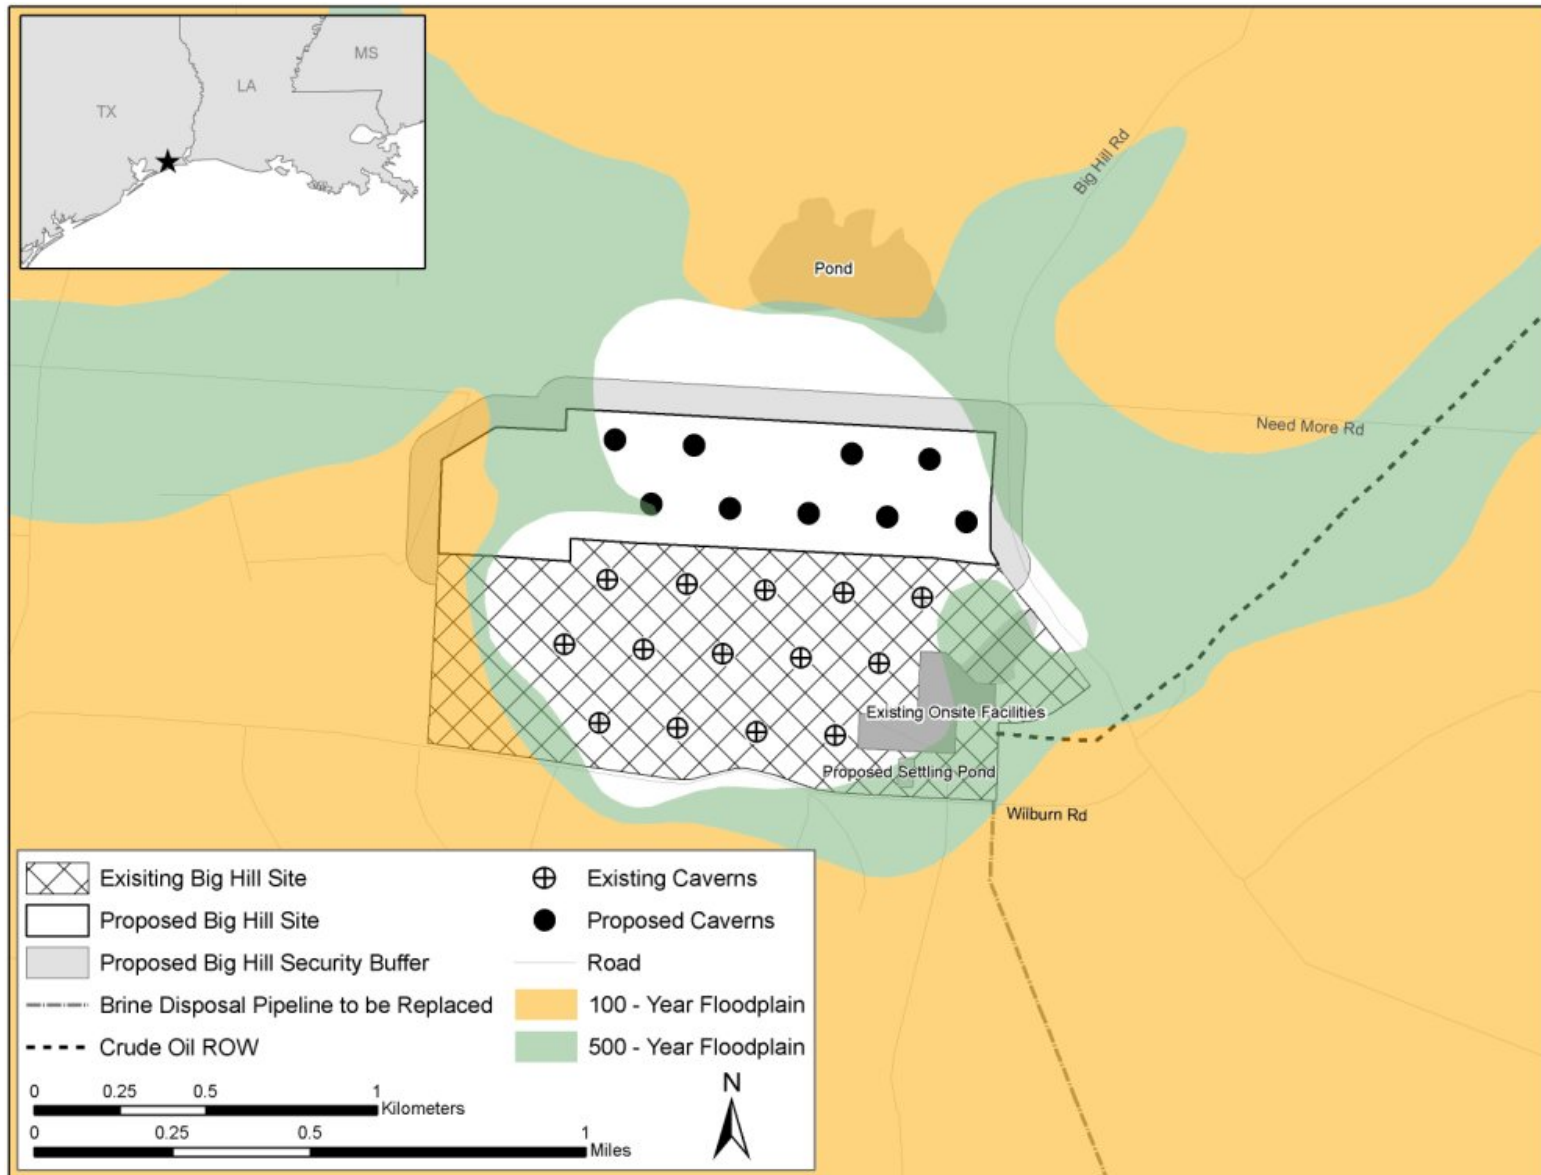 MS
LA
TX
Big Hill Rd
Pond
Need More Rd
Existing Onsite Facilities
Proposed Settling Pond
Wilburn Rd
Exisiting Big Hill Site
Proposed Big Hill Site
Proposed Big Hill Security Buffer
Brine Disposal Pipeline to be Replaced
Crude Oil ROW
Existing Caverns
Proposed Caverns
Road
100 - Year Floodplain
500 - Year Floodplain
0 0.25 0.5 1
Kilometers
0 0.25 0.5 1
Miles
N